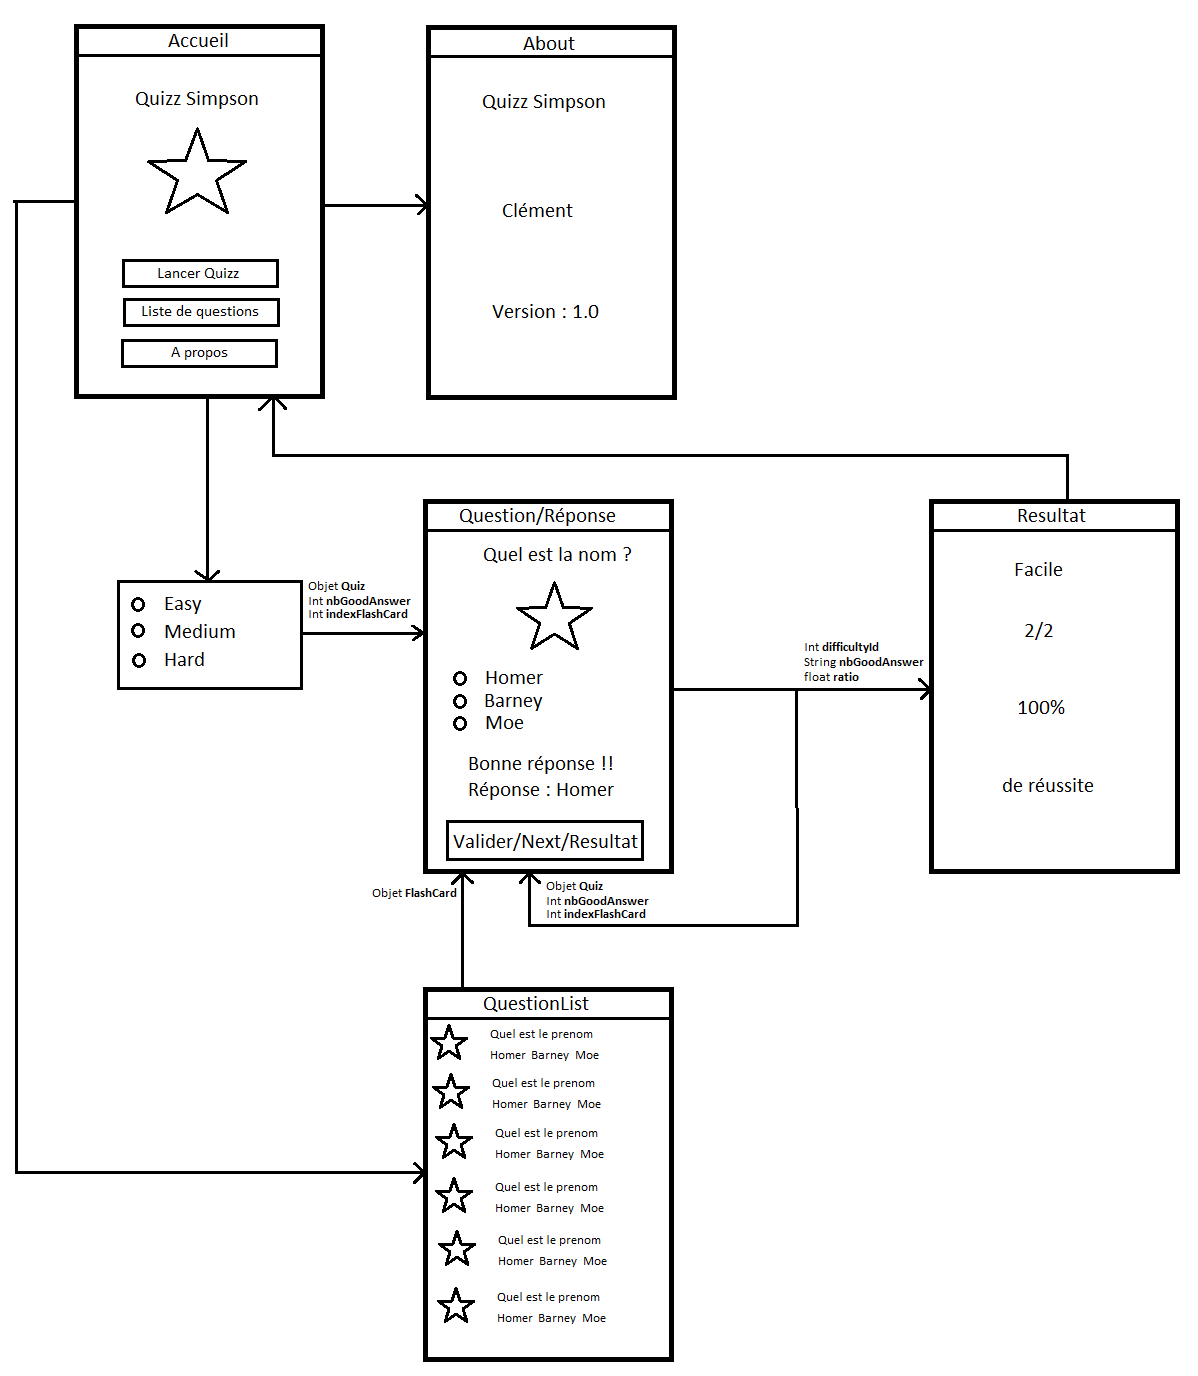 Accueil
Quizz Simpson
Lancer Quizz
Liste de questions
A propos
About
Quizz Simpson
Clément
Version : 1.0
Easy
Medium
Hard
Objet Quiz
Int nbGoodAnswer
Int indexFlashCard
Question/Réponse
Quel est la nom ?
Homer
Barney
Moe
Bonne réponse !!
Réponse : Homer
Valider/Next/Resultat
Int difficultyId
String nbGoodAnswer
float ratio
Resultat
Facile
2/2
100%
de réussite
Objet FlashCard
Objet Quiz
Int nbGoodAnswer
Int indexFlashCard
QuestionList
Quel est le prenom
Homer Barney Moe
Quel est le prenom
Homer Barney Moe
Quel est le prenom
Homer Barney Moe
Quel est le prenom
Homer Barney Moe
Quel est le prenom
Homer Barney Moe
Quel est le prenom
Homer Barney Moe